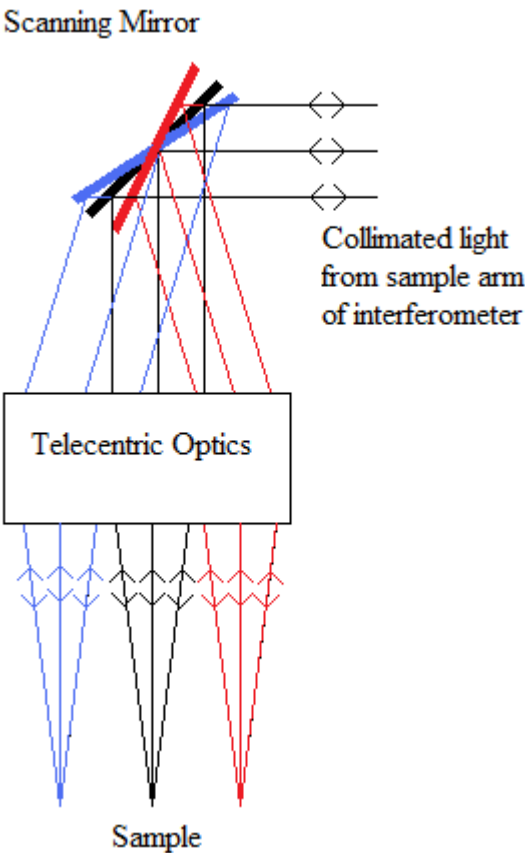 Scanning Mirror
Collimated light
from sample arm
of interferometer
Telecentric Optics
Sample